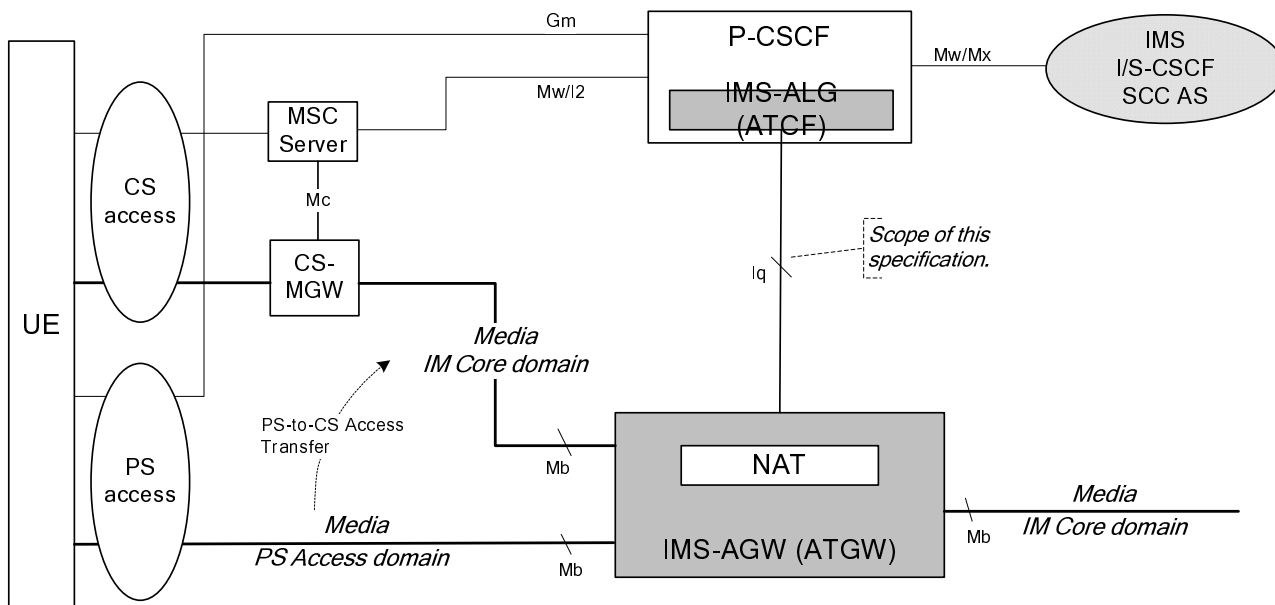 Gm
P-CSCF
IMS-ALG
(ATCF)
Mw/Mx
IMS
I/S-CSCF
SCC AS
Mw/I2
MSC
Server
CS
access
Mc
CS-
MGW
Scope of this
specification.
Iq
UE
Media
IM Core domain
PS-to-CS Access
Transfer
PS
access
Mb
NAT
Media
IM Core domain
Mb
Media
PS Access domain
Mb
IMS-AGW (ATGW)